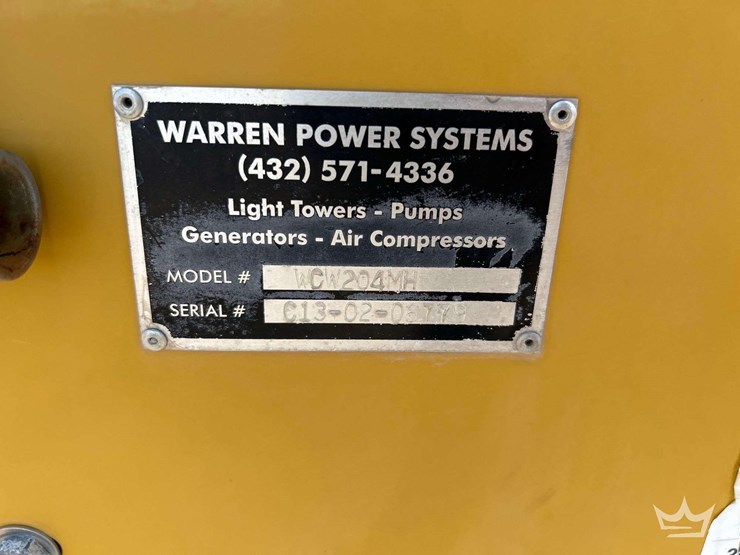 WARREN POWER SYSTEMS
(432) 571-4336
Light Towers - Pumps
Generators - Air Compressors
MODEL # WCW204MH
SERIAL #